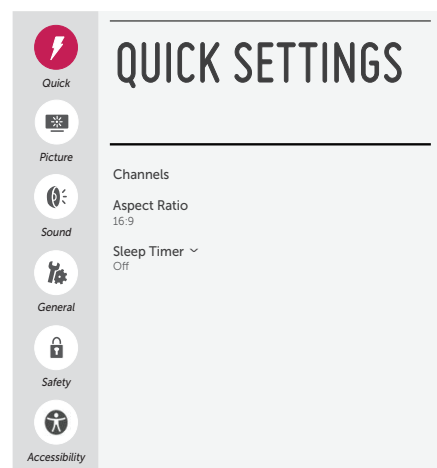 Quick
Picture
Sound
General
Safety
Accessibility
QUICK SETTINGS
Channels
Aspect Ratio
16:9
Sleep Timer
Off